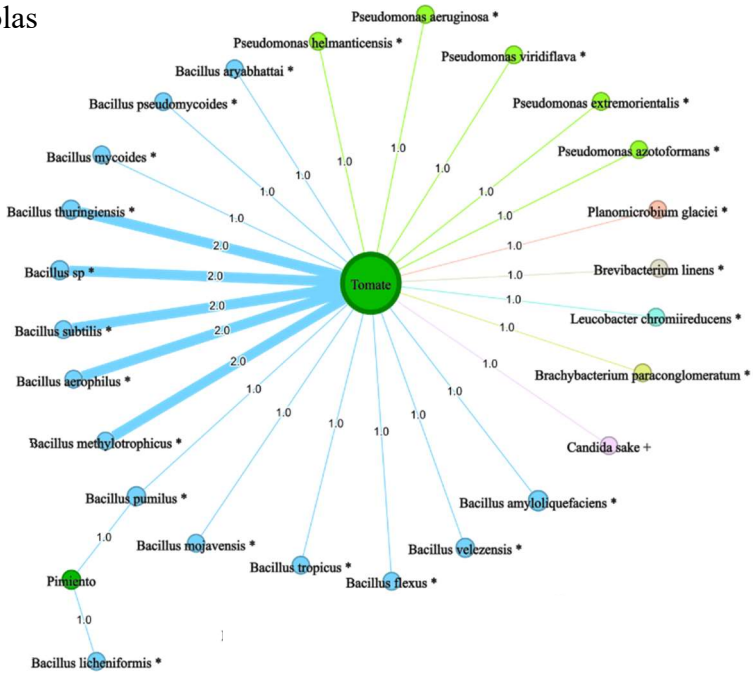 olas
Pseudomonas aeruginosa *
Pseudomonas helmanticensis *
Pseudomonas viridiflava *
Bacillus aryabhattai *
Bacillus pseudomycoides *
Pseudomonas extremorientalis *
Pseudomonas azotoformans *
Bacillus mycoides *
1.0
1.0
1.0
1.0
1.0
1.0
1.0
1.0
Bacillus thuringiensis *
Planomicrobium glaciei *
2.0
1.0
Bacillus sp *
2.0
1.0
Brevibacterium linens *
Tomate
2.0
1.0
Leucobacter chromiireducens *
Bacillus subtilis *
2.0
1.0
Bacillus aerophilus *
2.0
1.0
Brachybacterium paraconglomeratum *
1.0
1.0
1.0
1.0
1.0
1.0
Bacillus methylotrophicus *
Candida sake +
Bacillus pumilus *
Bacillus amyloliquefaciens *
1.0
Bacillus mojavensis *
Bacillus velezensis *
Bacillus tropicus *
Bacillus flexus *
Pimiento
1.0
Bacillus licheniformis *